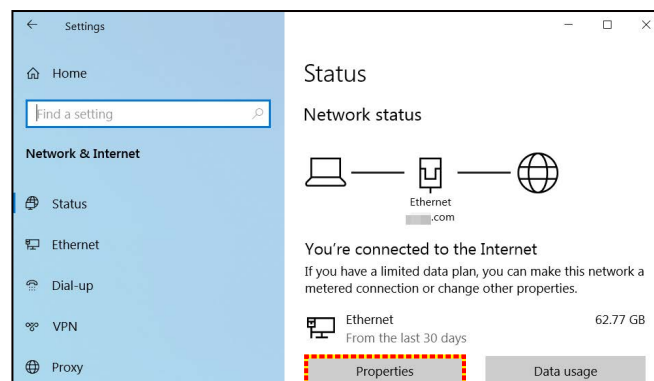 Settings
Home
Find a setting
Network & Internet
Status
Ethernet
Dial-up
VPN
Proxy
Status
Network status
Ethernet
.com
You're connected to the Internet
If you have a limited data plan, you can make this network a
metered connection or change other properties.
Ethernet 62.77 GB
From the last 30 days
Properties Data usage